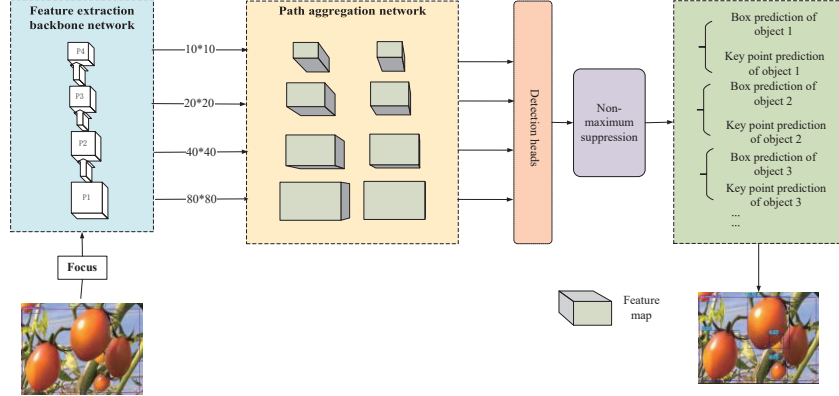 Feature extraction
backbone network
P4
P3
P2
P1
Focus
10*10
20*20
40*40
80*80
Path aggregation network
Detection heads
Non-
maximum
suppression
Box prediction of
object 1
Key point prediction
of object 1
Box prediction of
object 2
Key point prediction
of object 2
Box prediction of
object 3
Key point prediction
of object 3
...
...
Feature
map